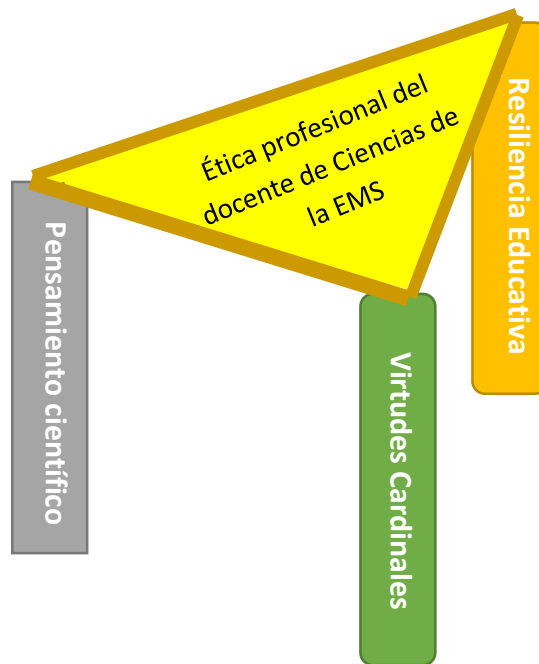 Ética profesional del
docente de Ciencias de
la EMS
Pensamiento científico
Virtudes Cardinales
Resiliencia Educativa